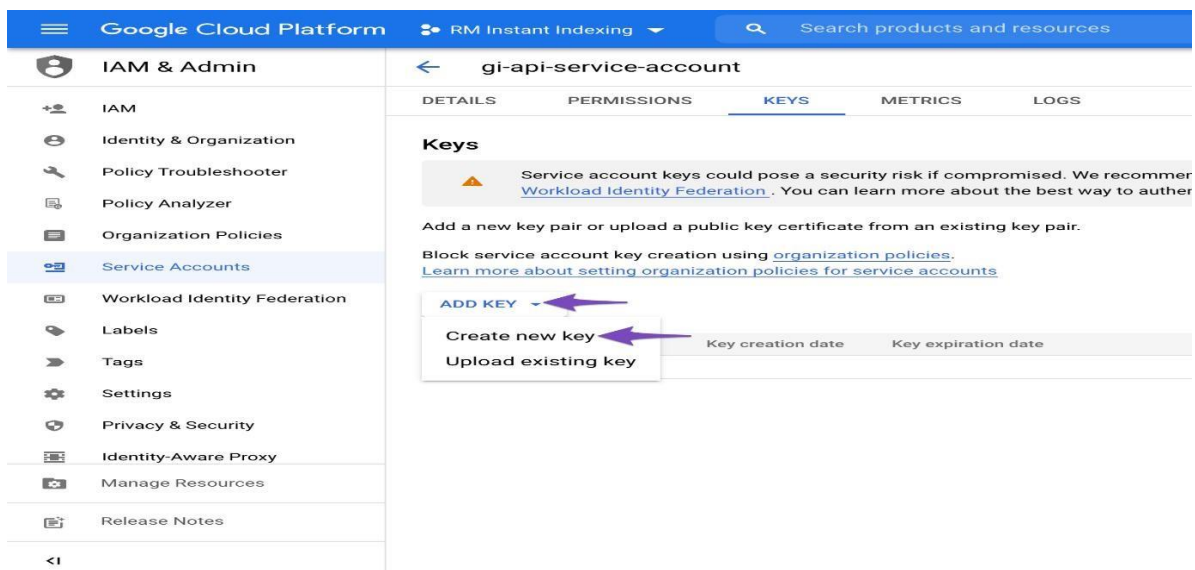 Google Cloud Platform
RM Instant Indexing
Search products and resources
IAM & Admin
IAM
Identity & Organization
Policy Troubleshooter
Policy Analyzer
Organization Policies
Service Accounts
Workload Identity Federation
Labels
Tags
Settings
Privacy & Security
Identity-Aware Proxy
Manage Resources
Release Notes
gi-api-service-account
DETAILS PERMISSIONS KEYS METRICS LOGS
Keys
Service account keys could pose a security risk if compromised. We recommen
Workload Identity Federation . You can learn more about the best way to authen
Add a new key pair or upload a public key certificate from an existing key pair.
Block service account key creation using organization policies.
Learn more about setting organization policies for service accounts
ADD KEY
Create new key
Upload existing key
Key creation date Key expiration date